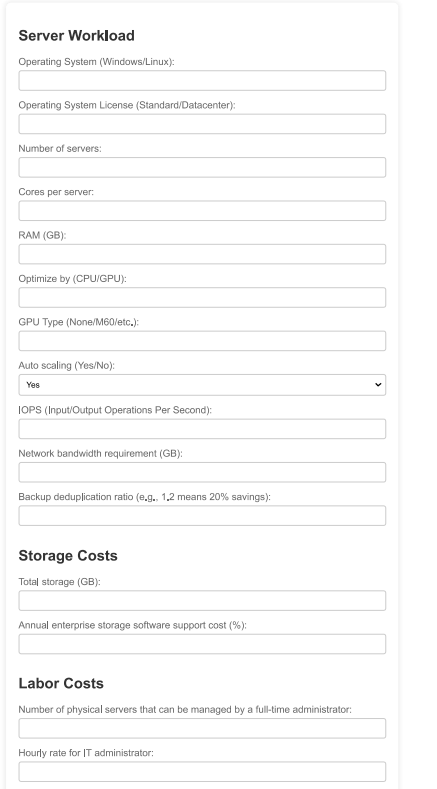 Server Workload
Operating System (Windows/Linux):
Operating System License (Standard/Datacenter):
Number of servers:
Cores per server:
RAM (GB):
Optimize by (CPU/GPU):
GPU Type (None/M60/etc.):
Auto scaling (Yes/No):
Yes
IOPS (Input/Output Operations Per Second):
Network bandwidth requirement (GB):
Backup deduplication ratio (e.g., 1.2 means 20% savings):
Storage Costs
Total storage (GB):
Annual enterprise storage software support cost (%):
Labor Costs
Number of physical servers that can be managed by a full-time administrator:
Hourly rate for IT administrator: